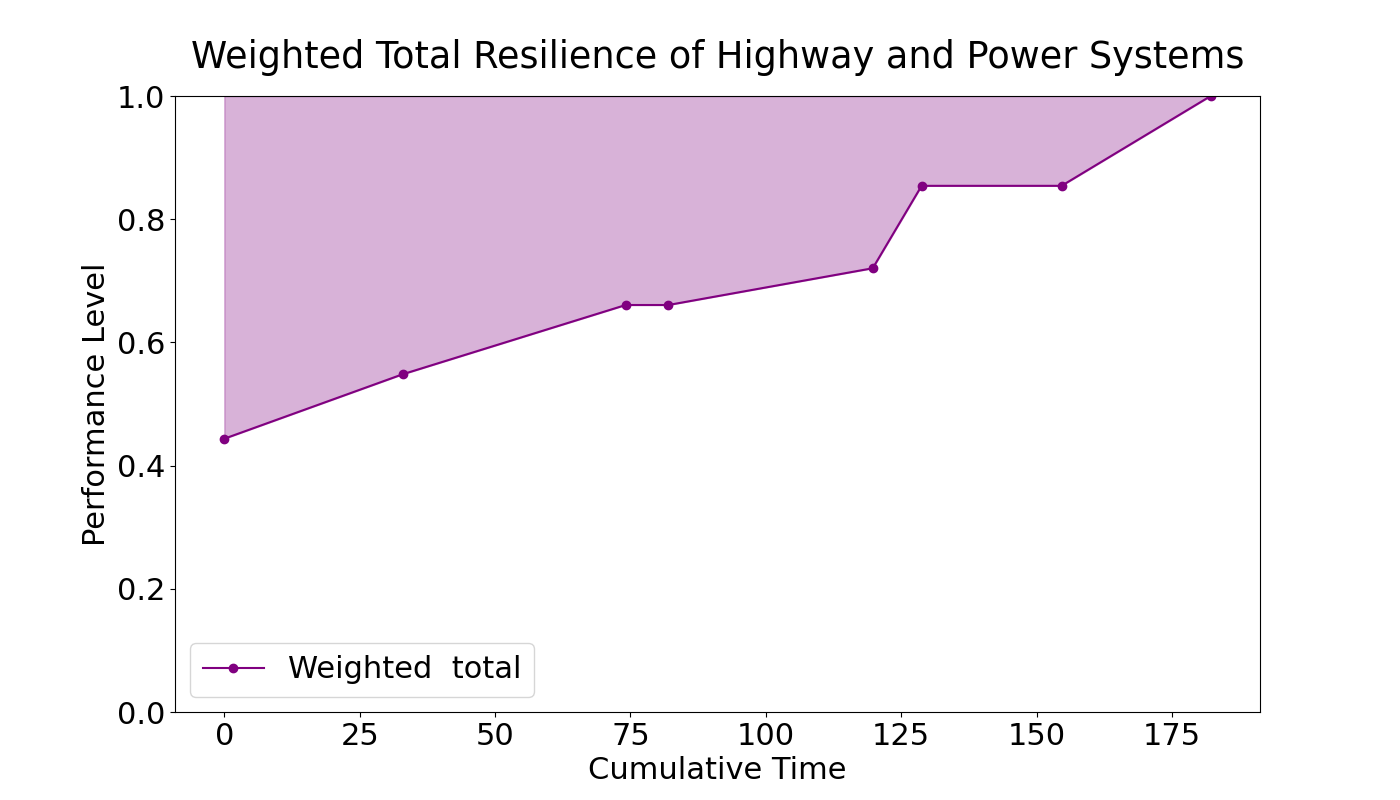 Weighted Total Resilience of Highway and Power Systems
1.0
0.8
0.6
0.4
0.2
0.0
Performance Level
Weighted  total
0 25 50 75 100 125 150 175
Cumulative Time